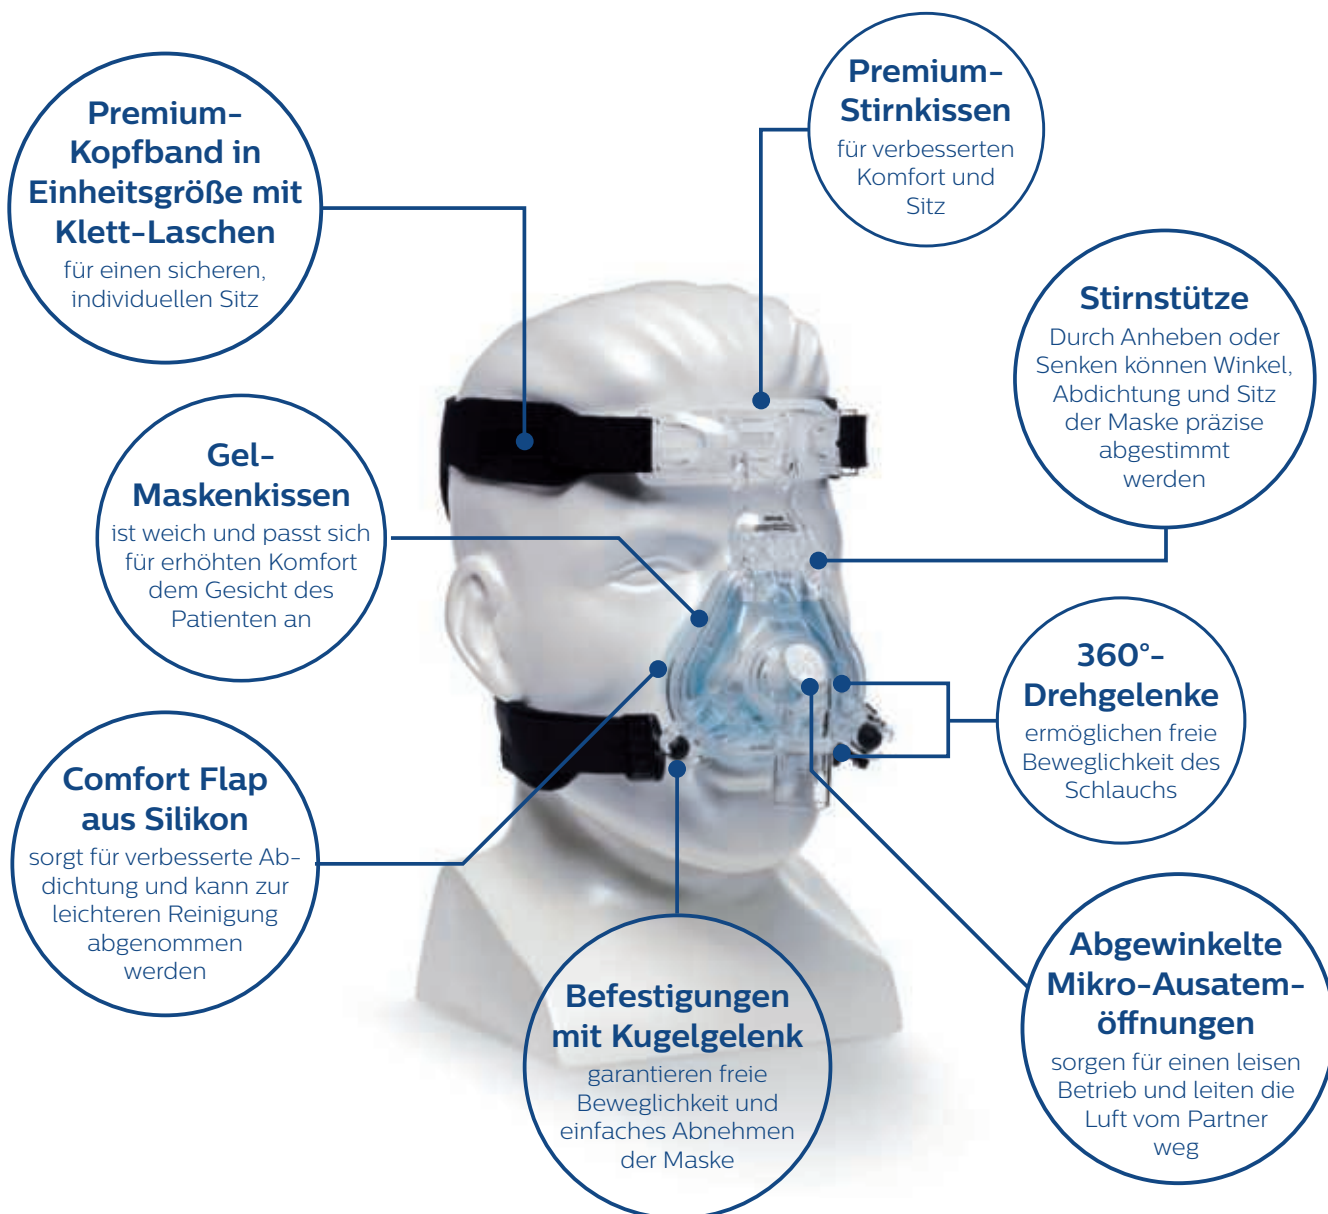 Premium-
Kopfband in
Einheitsgröße mit
Klett-Laschen
für einen sicheren,
individuellen Sitz
Premium-
Stirnkissen
für verbesserten
Komfort und
Sitz
Stirnstütze
Durch Anheben oder
Senken können Winkel,
Abdichtung und Sitz
der Maske präzise
abgestimmt
werden
Gel-
Maskenkissen
ist weich und passt sich
für erhöhten Komfort
dem Gesicht des
Patienten an
360°-
Drehgelenke
ermöglichen freie
Beweglichkeit des
Schlauchs
Comfort Flap
aus Silikon
sorgt für verbesserte Ab-
dichtung und kann zur
leichteren Reinigung
abgenommen
werden
Befestigungen
mit Kugelgelenk
garantieren freie
Beweglichkeit und
einfaches Abnehmen
der Maske
Abgewinkelte
Mikro-Ausatem-
öffnungen
sorgen für einen leisen
Betrieb und leiten die
Luft vom Partner
weg